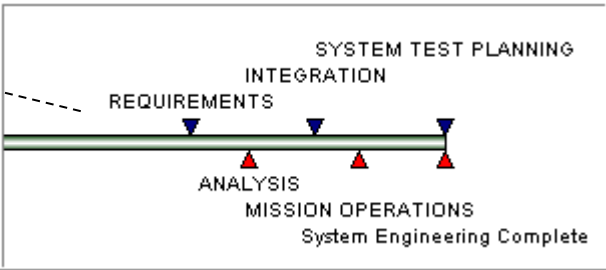 SYSTEM TEST PLANNING
INTEGRATION
REQUIREMENTS
ANALYSIS
MISSION OPERATIONS
System Engineering Complete